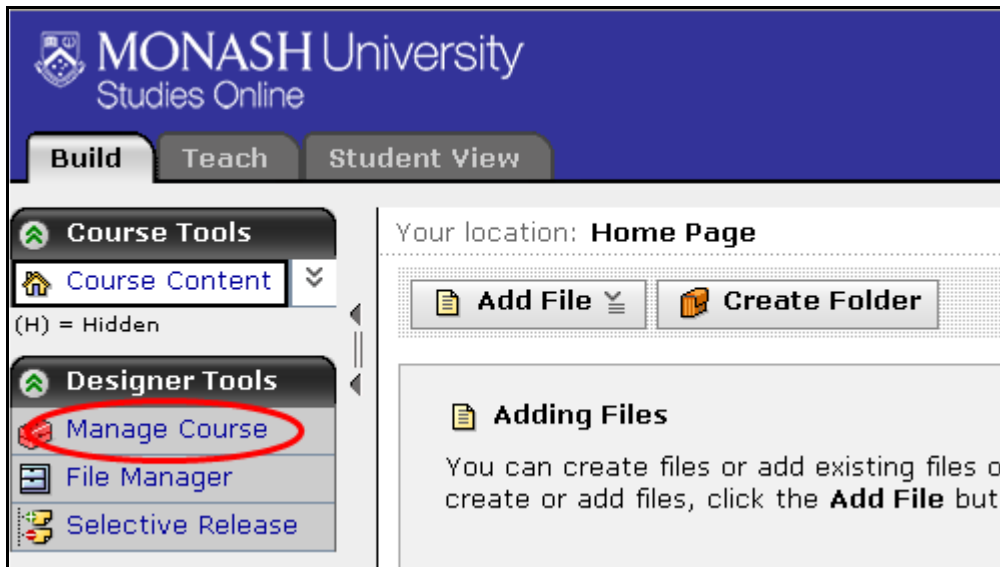 MONASH University
Studies Online
Build
Teach
Student View
Course Tools
Course Content
(H) = Hidden
Designer Tools
Manage Course
File Manager
Selective Release
Your location: Home Page
Add File
Create Folder
Adding Files
You can create files or add existing files
create or add files, click the Add File but